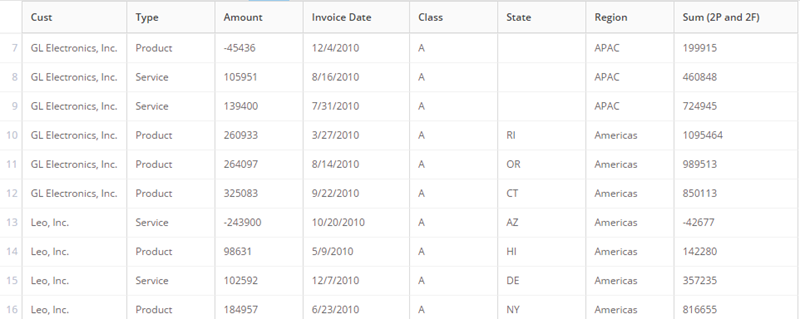 Cust Type Amount Invoice Date Class State Region Sum (2P and 2F)
7 GL Electronics, Inc. Product -45436 12/4/2010 A APAC 199915
8 GL Electronics, Inc. Service 105951 8/16/2010 A APAC 460848
9 GL Electronics, Inc. Service 139400 7/31/2010 A APAC 724945
10 GL Electronics, Inc. Product 260933 3/27/2010 A RI Americas 1095464
11 GL Electronics, Inc. Product 264097 8/14/2010 A OR Americas 989513
12 GL Electronics, Inc. Product 325083 9/22/2010 A CT Americas 850113
13 Leo, Inc. Service -243900 10/20/2010 A AZ Americas -42677
14 Leo, Inc. Product 98631 5/9/2010 A HI Americas 142280
15 Leo, Inc. Service 102592 12/7/2010 A DE Americas 357235
16 Leo, Inc. Product 184957 6/23/2010 A NY Americas 816655